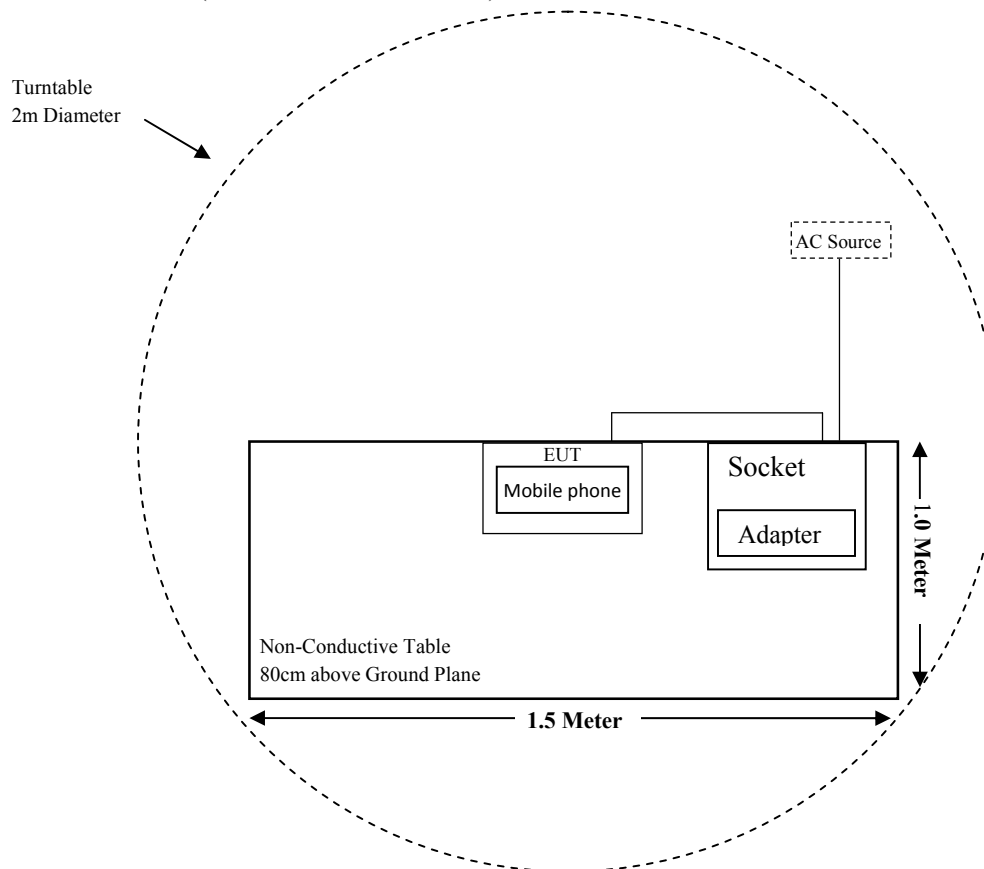 Turntable
2m Diameter
AC Source
EUT
Mobile phone
Socket
Adapter
1.0 Meter
Non-Conductive Table
80cm above Ground Plane
1.5 Meter